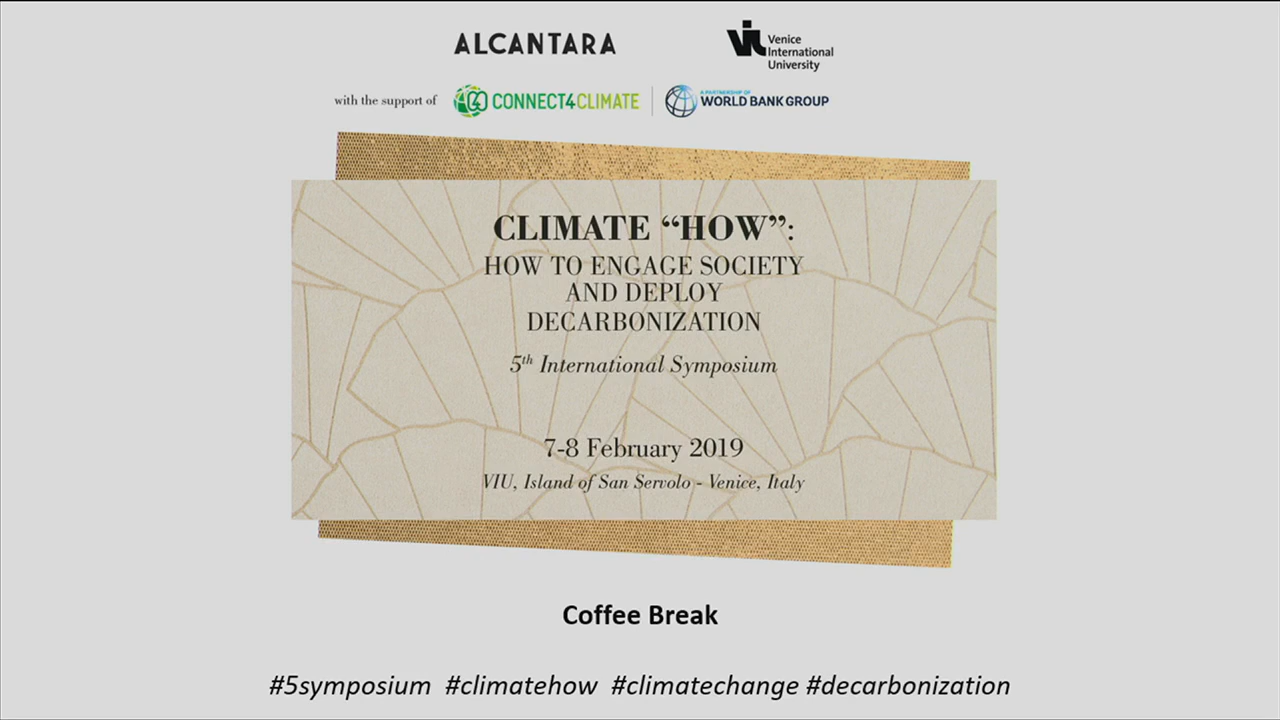 ALCANTARA
Venice
International
University
with the support of
CONNECT4CLIMATE
A PARTNERSHIP OF
WORLD BANK GROUP
CLIMATE “HOW”:
HOW TO ENGAGE SOCIETY
AND DEPLOY
DECARBONIZATION
5th International Symposium
7-8 February 2019
VIU, Island of San Servolo - Venice, Italy
Coffee Break
#5symposium #climatehow #climatechange #decarbonization